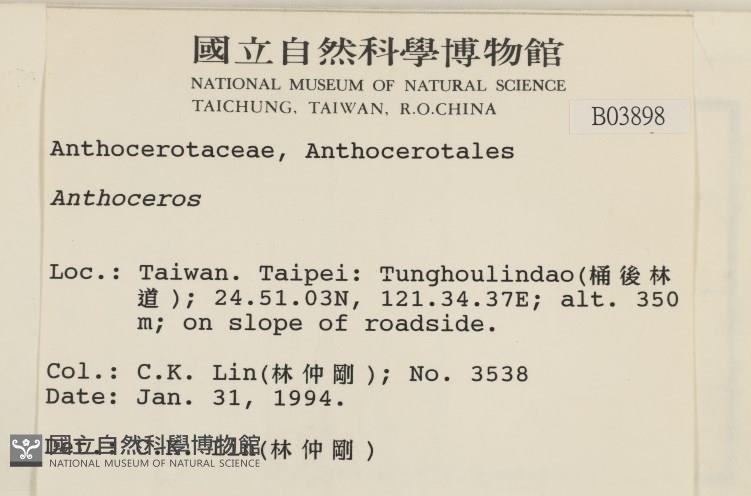 國立自然科學博物館
NATIONAL MUSEUM OF NATURAL SCIENCE
TAICHUNG, TAIWAN, R.O.CHINA
B03898
Anthocerotaceae, Anthocerotales
Anthoceros
Loc.: Taiwan. Taipei: Tunghoulindao(桶後林
道); 24.51.03N, 121.34.37E; alt. 350
m; on slope of roadside.
Col.: C.K. Lin(林仲剛); No. 3538
Date: Jan. 31, 1994.
Det.: C.K. Lin(林仲剛)
國立自然科學博物館
NATIONAL MUSEUM OF NATURAL SCIENCE